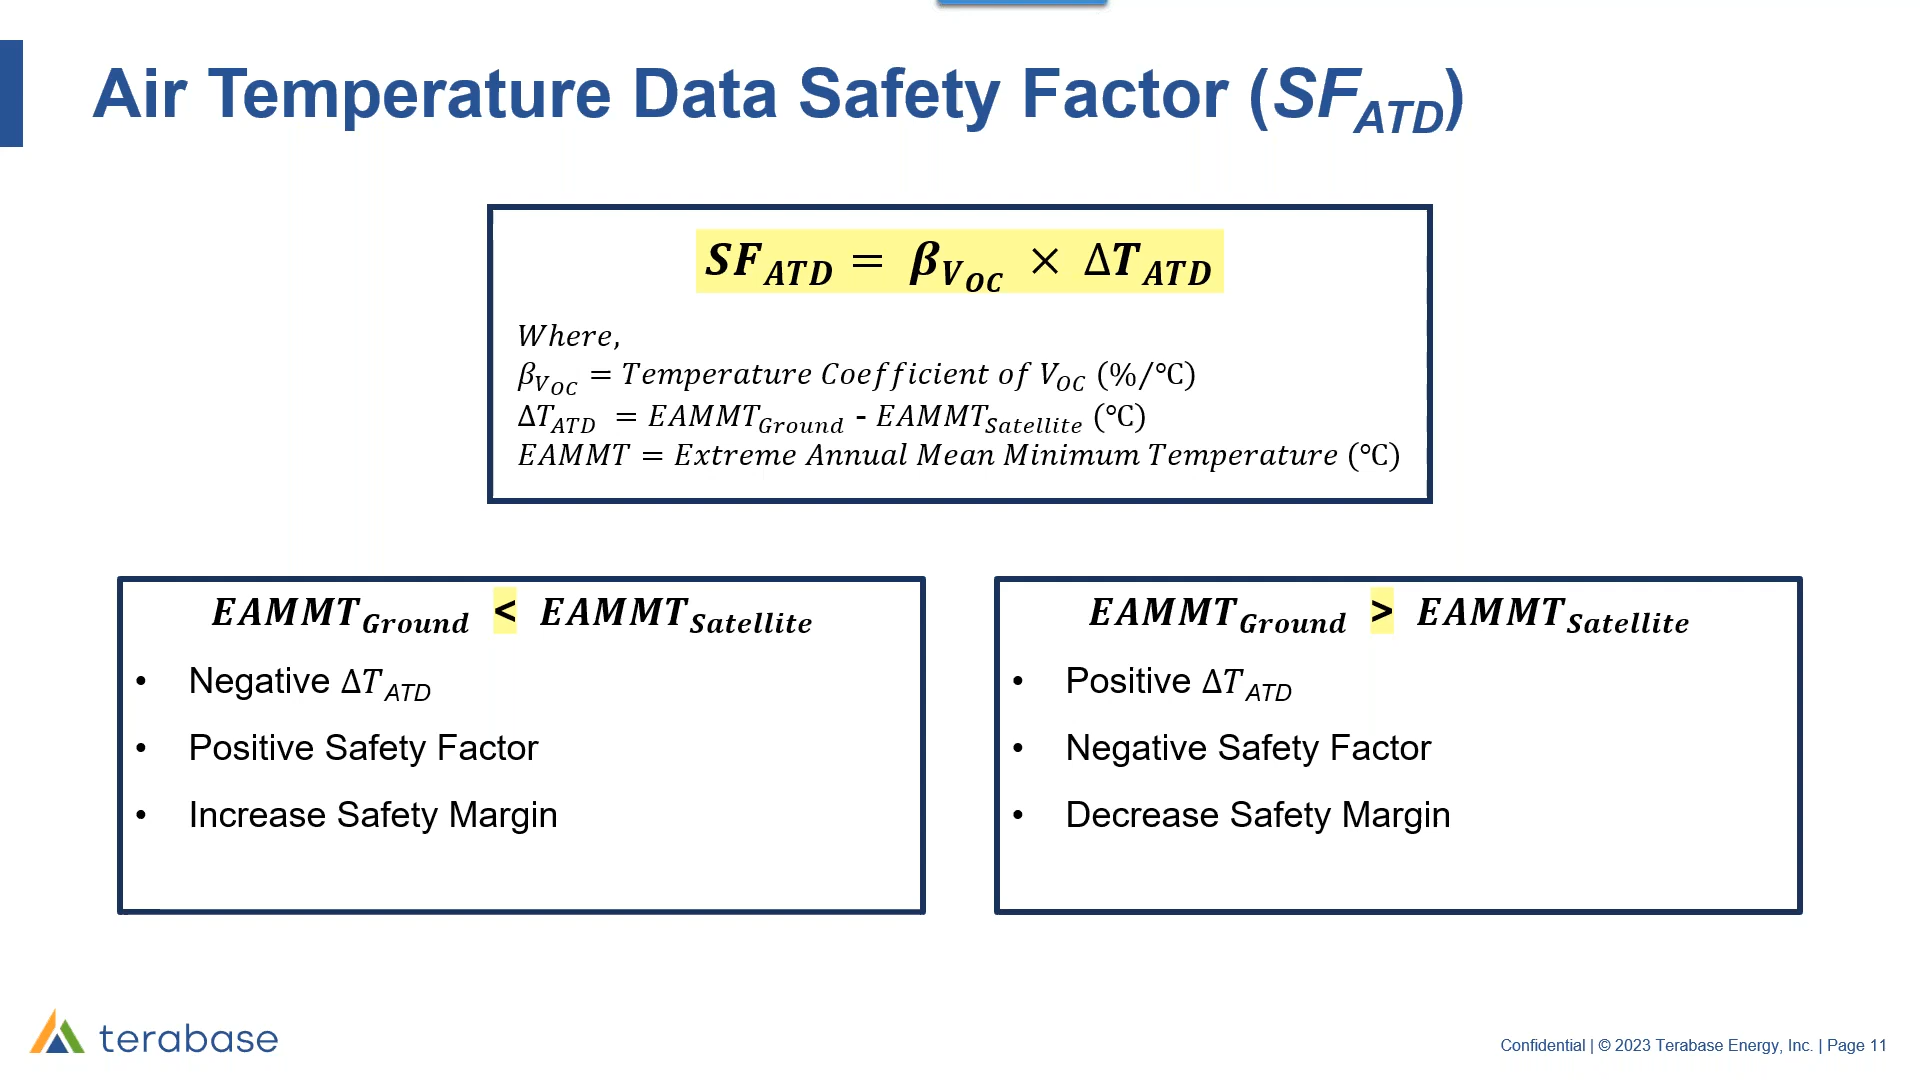 Air Temperature Data Safety Factor (SF_ATD)
SF_ATD = β_V_OC × ΔT_ATD
Where,
β_V_OC = Temperature Coefficient of V_OC (%/℃)
ΔT_ATD = EAMMT_Ground - EAMMT_Satellite (℃)
EAMMT = Extreme Annual Mean Minimum Temperature (℃)
EAMMT_Ground < EAMMT_Satellite
• Negative ΔT_ATD
• Positive Safety Factor
• Increase Safety Margin
EAMMT_Ground > EAMMT_Satellite
• Positive ΔT_ATD
• Negative Safety Factor
• Decrease Safety Margin
terabase
Confidential | © 2023 Terabase Energy, Inc. | Page 11